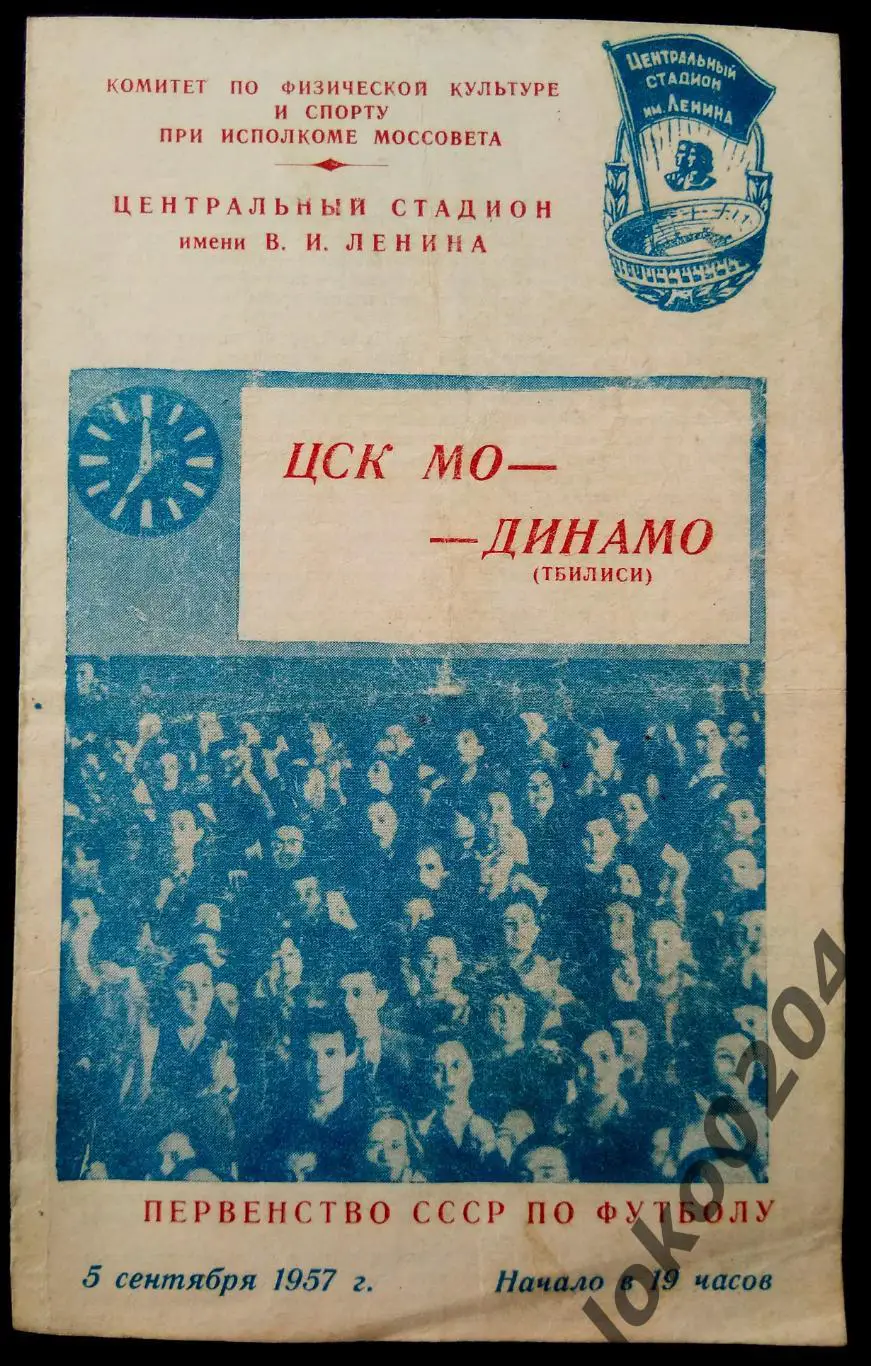 КОМИТЕТ ПО ФИЗИЧЕСКОЙ КУЛЬТУРЕ
И СПОРТУ
ПРИ ИСПОЛКОМЕ МОССОВЕТА
ЦЕНТРАЛЬНЫЙ СТАДИОН
имени В. И. ЛЕНИНА
ЦЕНТРАЛЬНЫЙ
СТАДИОН
ИМ. ЛЕНИНА
ЦСК МО—
—ДИНАМО
(ТБИЛИСИ)
ПЕРВЕНСТВО СССР ПО ФУТБОЛУ
5 сентября 1957 г. Начало в 19 часов
loko00204